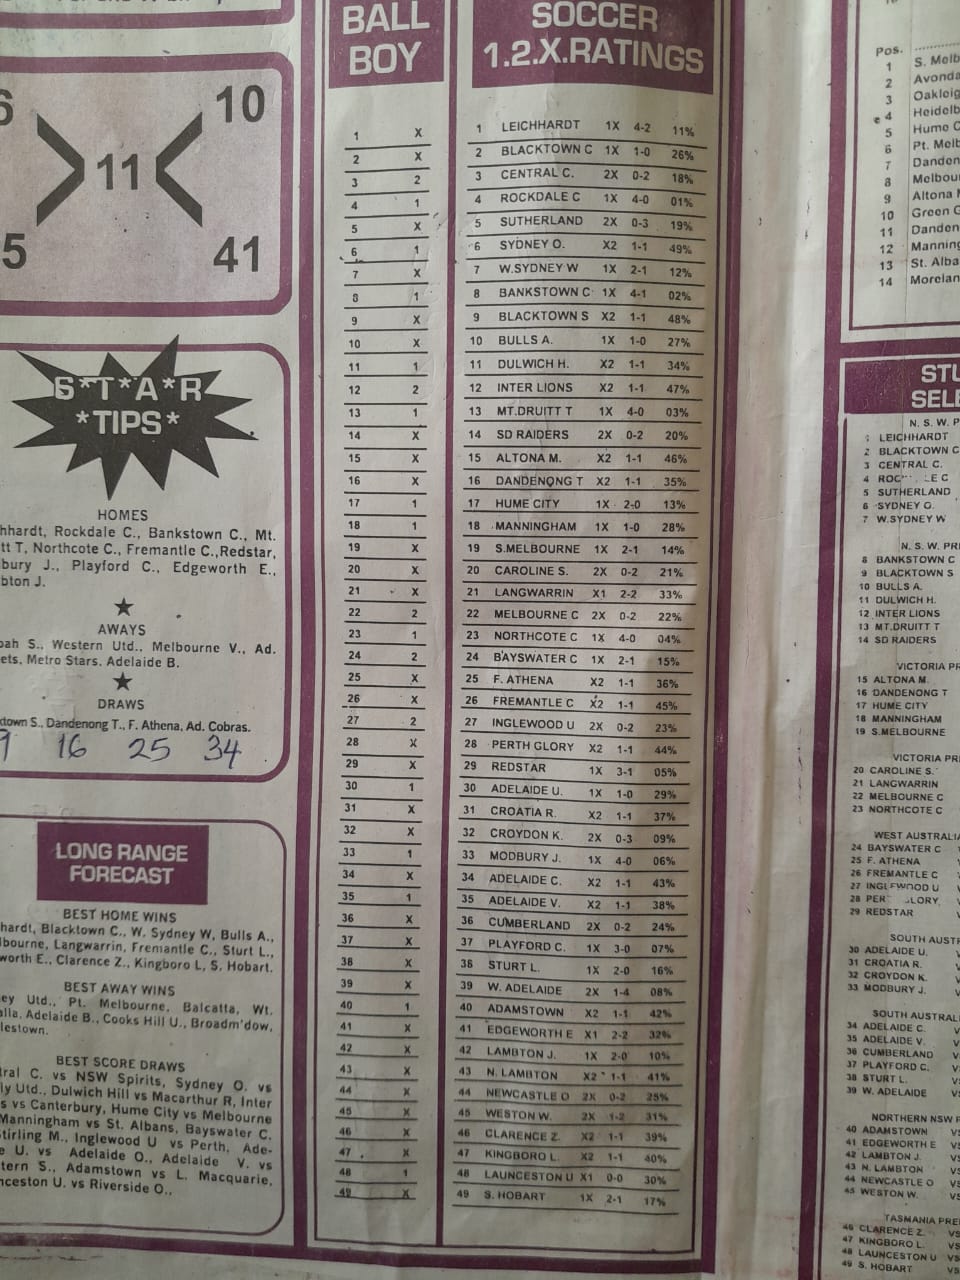 BALL
BOY
1 X
2 X
3 2
4 1
5 X
6 1
7 X
8 1
9 X
10 X
11 1
12 2
13 1
14 X
15 X
16 X
17 1
18 1
19 X
20 X
21 X
22 2
23 1
24 2
25 X
26 X
27 2
28 X
29 X
30 1
31 X
32 X
33 1
34 X
35 1
36 X
37 X
38 X
39 X
40 1
41 X
42 X
43 X
44 X
45 X
46 X
47 X
48 1
49 X
SOCCER
1.2.X.RATINGS
1 LEICHHARDT 1X 4-2 11%
2 BLACKTOWN C 1X 1-0 26%
3 CENTRAL C. 2X 0-2 18%
4 ROCKDALE C 1X 4-0 01%
5 SUTHERLAND 2X 0-3 19%
6 SYDNEY O. X2 1-1 49%
7 W.SYDNEY W 1X 2-1 12%
8 BANKSTOWN C 1X 4-1 02%
9 BLACKTOWN S X2 1-1 48%
10 BULLS A. 1X 1-0 27%
11 DULWICH H. X2 1-1 34%
12 INTER LIONS X2 1-1 47%
13 MT.DRUITT T 1X 4-0 03%
14 SD RAIDERS 2X 0-2 20%
15 ALTONA M. X2 1-1 46%
16 DANDENONG T X2 1-1 35%
17 HUME CITY 1X 2-0 13%
18 MANNINGHAM 1X 1-0 28%
19 S.MELBOURNE 1X 2-1 14%
20 CAROLINE S. 2X 0-2 21%
21 LANGWARRIN X1 2-2 33%
22 MELBOURNE C 2X 0-2 22%
23 NORTHCOTE C 1X 4-0 04%
24 BAYSWATER C 1X 2-1 15%
25 F. ATHENA X2 1-1 36%
26 FREMANTLE C X2 1-1 45%
27 INGLEWOOD U 2X 0-2 23%
28 PERTH GLORY X2 1-1 44%
29 REDSTAR 1X 3-1 05%
30 ADELAIDE U. 1X 1-0 29%
31 CROATIA R. X2 1-1 37%
32 CROYDON K. 2X 0-3 09%
33 MODBURY J. 1X 4-0 06%
34 ADELAIDE C. X2 1-1 43%
35 ADELAIDE V. X2 1-1 38%
36 CUMBERLAND 2X 0-2 24%
37 PLAYFORD C. 1X 3-0 07%
38 STURT L. 1X 2-0 16%
39 W. ADELAIDE 2X 1-4 08%
40 ADAMSTOWN X2 1-1 42%
41 EDGEWORTH E X1 2-2 32%
42 LAMBTON J. 1X 2-0 10%
43 N. LAMBTON X2 1-1 41%
44 NEWCASTLE O 2X 0-2 25%
45 WESTON W. 2X 1-2 31%
46 CLARENCE Z. X2 1-1 39%
47 KINGBORO L. X2 1-1 40%
48 LAUNCESTON U X1 0-0 30%
49 S. HOBART 1X 2-1 17%
10
11
5
41
S*T*A*R
*TIPS*
HOMES
hhardt, Rockdale C., Bankstown C., Mt.
tt T, Northcote C., Fremantle C.,Redstar,
bury J., Playford C., Edgeworth E.,
bton J.
AWAYS
ah S., Western Utd., Melbourne V., Ad.
ets, Metro Stars, Adelaide B.
DRAWS
town S., Dandenong T., F. Athena, Ad. Cobras.
9 16 25 34
LONG RANGE
FORECAST
BEST HOME WINS
hardt, Blacktown C., W. Sydney W, Bulls A.,
lbourne, Langwarrin, Fremantle C., Sturt L.,
worth E., Clarence Z., Kingboro L, S. Hobart.
BEST AWAY WINS
ey Utd., Pt. Melbourne, Balcatta, Wt.
alla, Adelaide B., Cooks Hill U., Broadm'dow,
lestown.
BEST SCORE DRAWS
tral C. vs NSW Spirits, Sydney O. vs
ly Utd., Dulwich Hill vs Macarthur R, Inter
s vs Canterbury, Hume City vs Melbourne
Manningham vs St. Albans, Bayswater C.
tirling M., Inglewood U vs Perth, Ade-
e U. vs Adelaide O., Adelaide V. vs
tern S., Adamstown vs L. Macquarie,
nceston U. vs Riverside O.,
Pos.
1 S. Melb
2 Avonda
3 Oakleig
4 Heidelb
5 Hume C
6 Pt. Melb
7 Danden
8 Melbou
9 Altona
10 Green G
11 Danden
12 Manning
13 St. Alba
14 Morelan
STU
SELE
N. S. W. P
1 LEICHHARDT
2 BLACKTOWN C
3 CENTRAL C.
5 SUTHERLAND
6 SYDNEY O.
7 W.SYDNEY W
N. S. W. PR
8 BANKSTOWN C
9 BLACKTOWN S
10 BULLS A.
11 DULWICH H.
12 INTER LIONS
13 MT.DRUITT T
14 SD RAIDERS
VICTORIA P
15 ALTONA M.
16 DANDENONG T
17 HUME CITY
18 MANNINGHAM
19 S.MELBOURNE
VICTORIA PR
20 CAROLINE S.
21 LANGWARRIN
22 MELBOURNE C
23 NORTHCOTE C
WEST AUSTRALIA
24 BAYSWATER C
25 F. ATHENA
26 FREMANTLE C
27 INGLEWOOD U
29 REDSTAR
SOUTH AUST
30 ADELAIDE U.
31 CROATIA R.
32 CROYDON K.
33 MODBURY J.
SOUTH AUSTRAL
34 ADELAIDE C.
35 ADELAIDE V.
36 CUMBERLAND
37 PLAYFORD C.
38 STURT L.
39 W. ADELAIDE
NORTHERN NSW P
40 ADAMSTOWN VS
41 EDGEWORTH E VS
42 LAMBTON J. VS
43 N. LAMBTON VS
44 NEWCASTLE O VS
45 WESTON W. VS
TASMANIA PRE
46 CLARENCE Z. VS
47 KINGBORO L. VS
48 LAUNCESTON U VS
49 S. HOBART VS